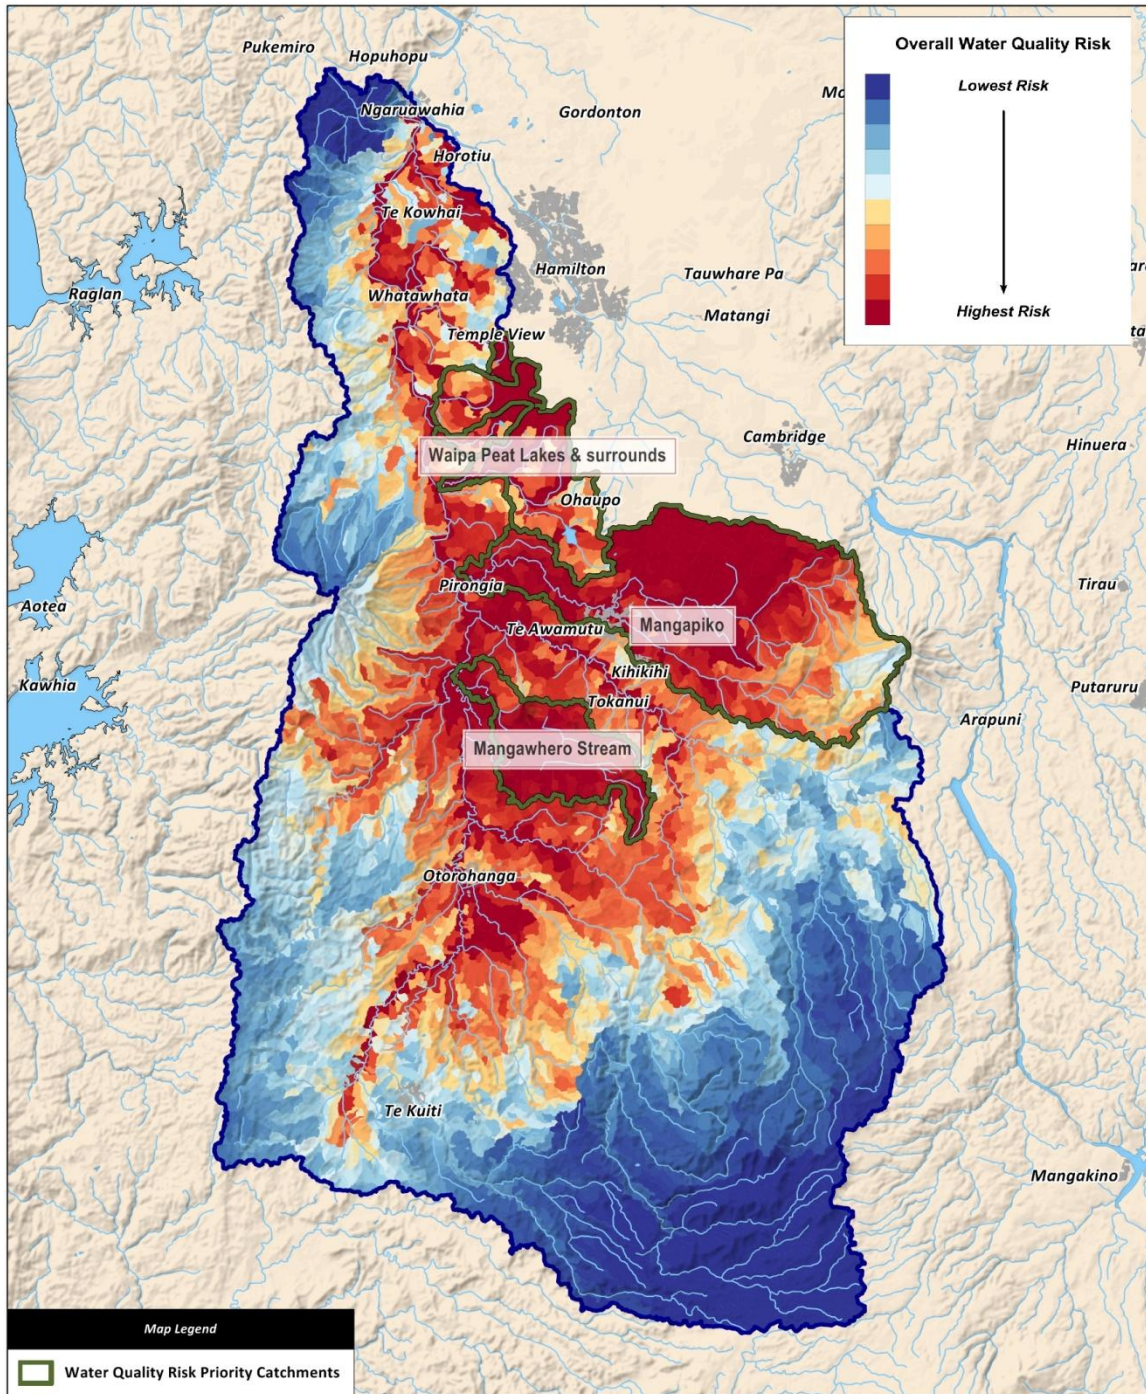 Pukemiro
Hopuhopu
Ngaruawahia
Gordonton
Horotiu
Te Kowhai
Hamilton
Tauwhare Pa
Raglan
Whatawhata
Matangi
Temple View
Cambridge
Hinuera
Waipa Peat Lakes & surrounds
Ohaupo
Pirongia
Tirau
Aotea
Te Awamutu
Mangapiko
Kihikihi
Kawhia
Putaruru
Tokanui
Arapuni
Mangawhero Stream
Otorohanga
Te Kuiti
Mangakino
Overall Water Quality Risk
Lowest Risk
Highest Risk
Map Legend
Water Quality Risk Priority Catchments